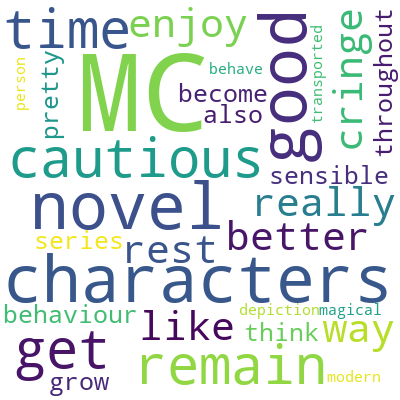 time enjoy
MC
good
cringe
throughout
person
pretty
behave
transported
become
also
cautious
sensible
novel
really
series rest better
characters
behaviour like
depiction magical
think way
get remain
grow
modern